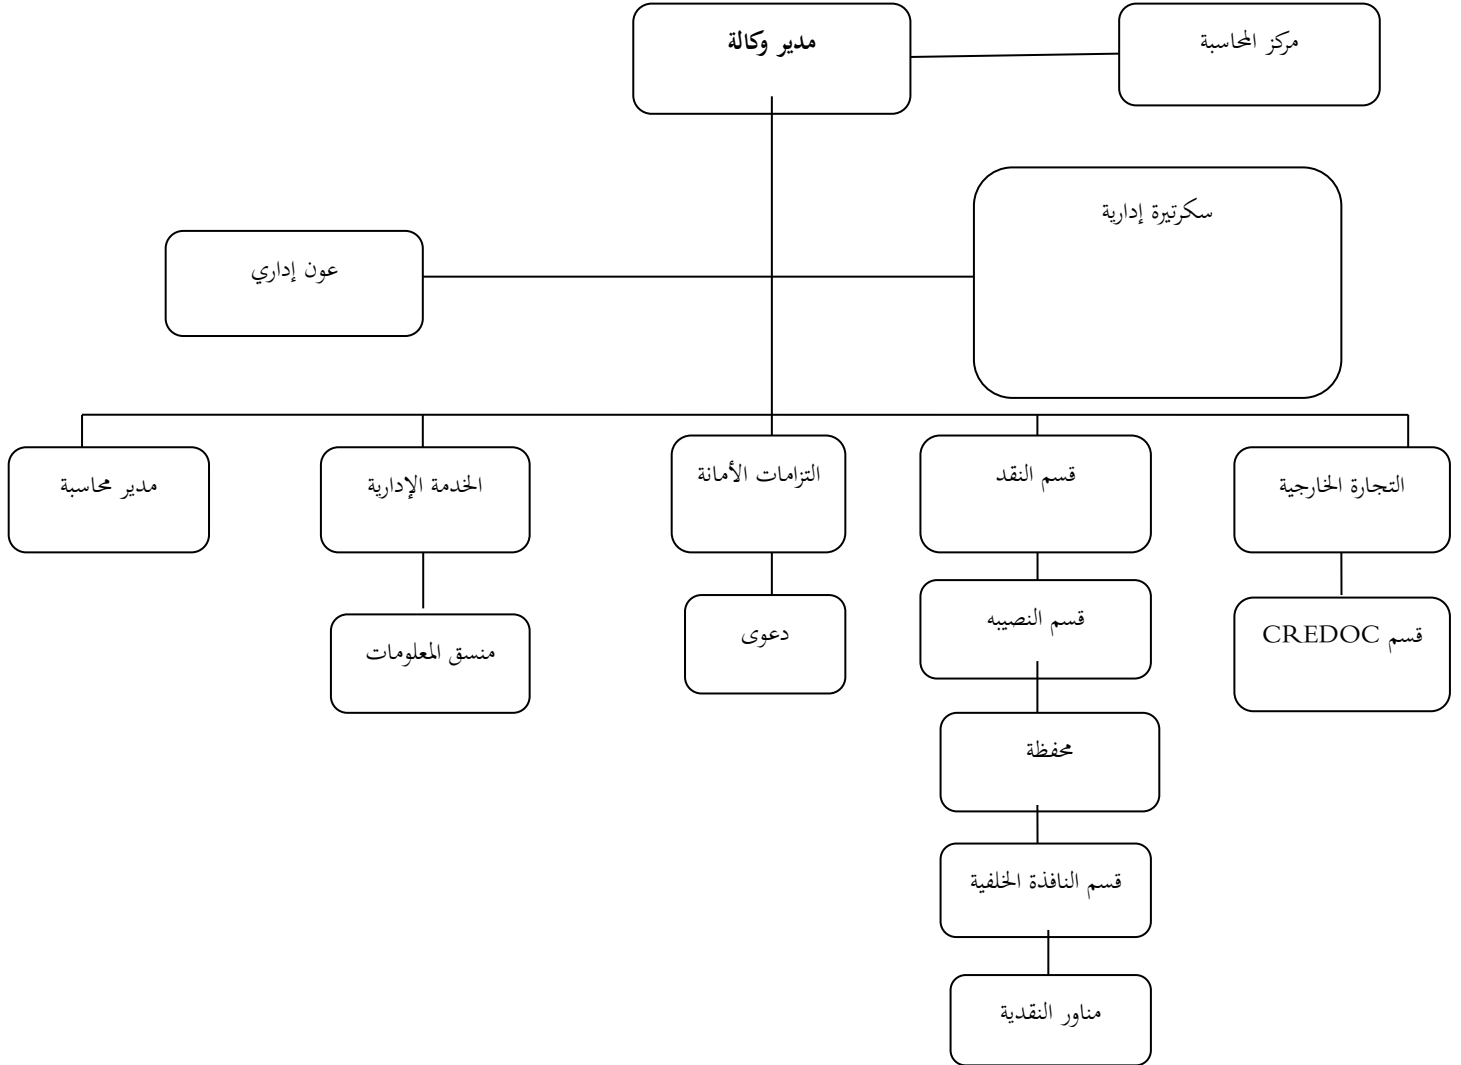 مدير وكالة
مركز المحاسبة
سكرتيرة إدارية
عون إداري
التجارة الخارجية
قسم النقد
التزامات الأمانة
الخدمة الإدارية
مدير محاسبة
قسم CREDOC
قسم النصيبه
دعوى
منسق المعلومات
محفظة
قسم النافذة الخلفية
مناور النقدية